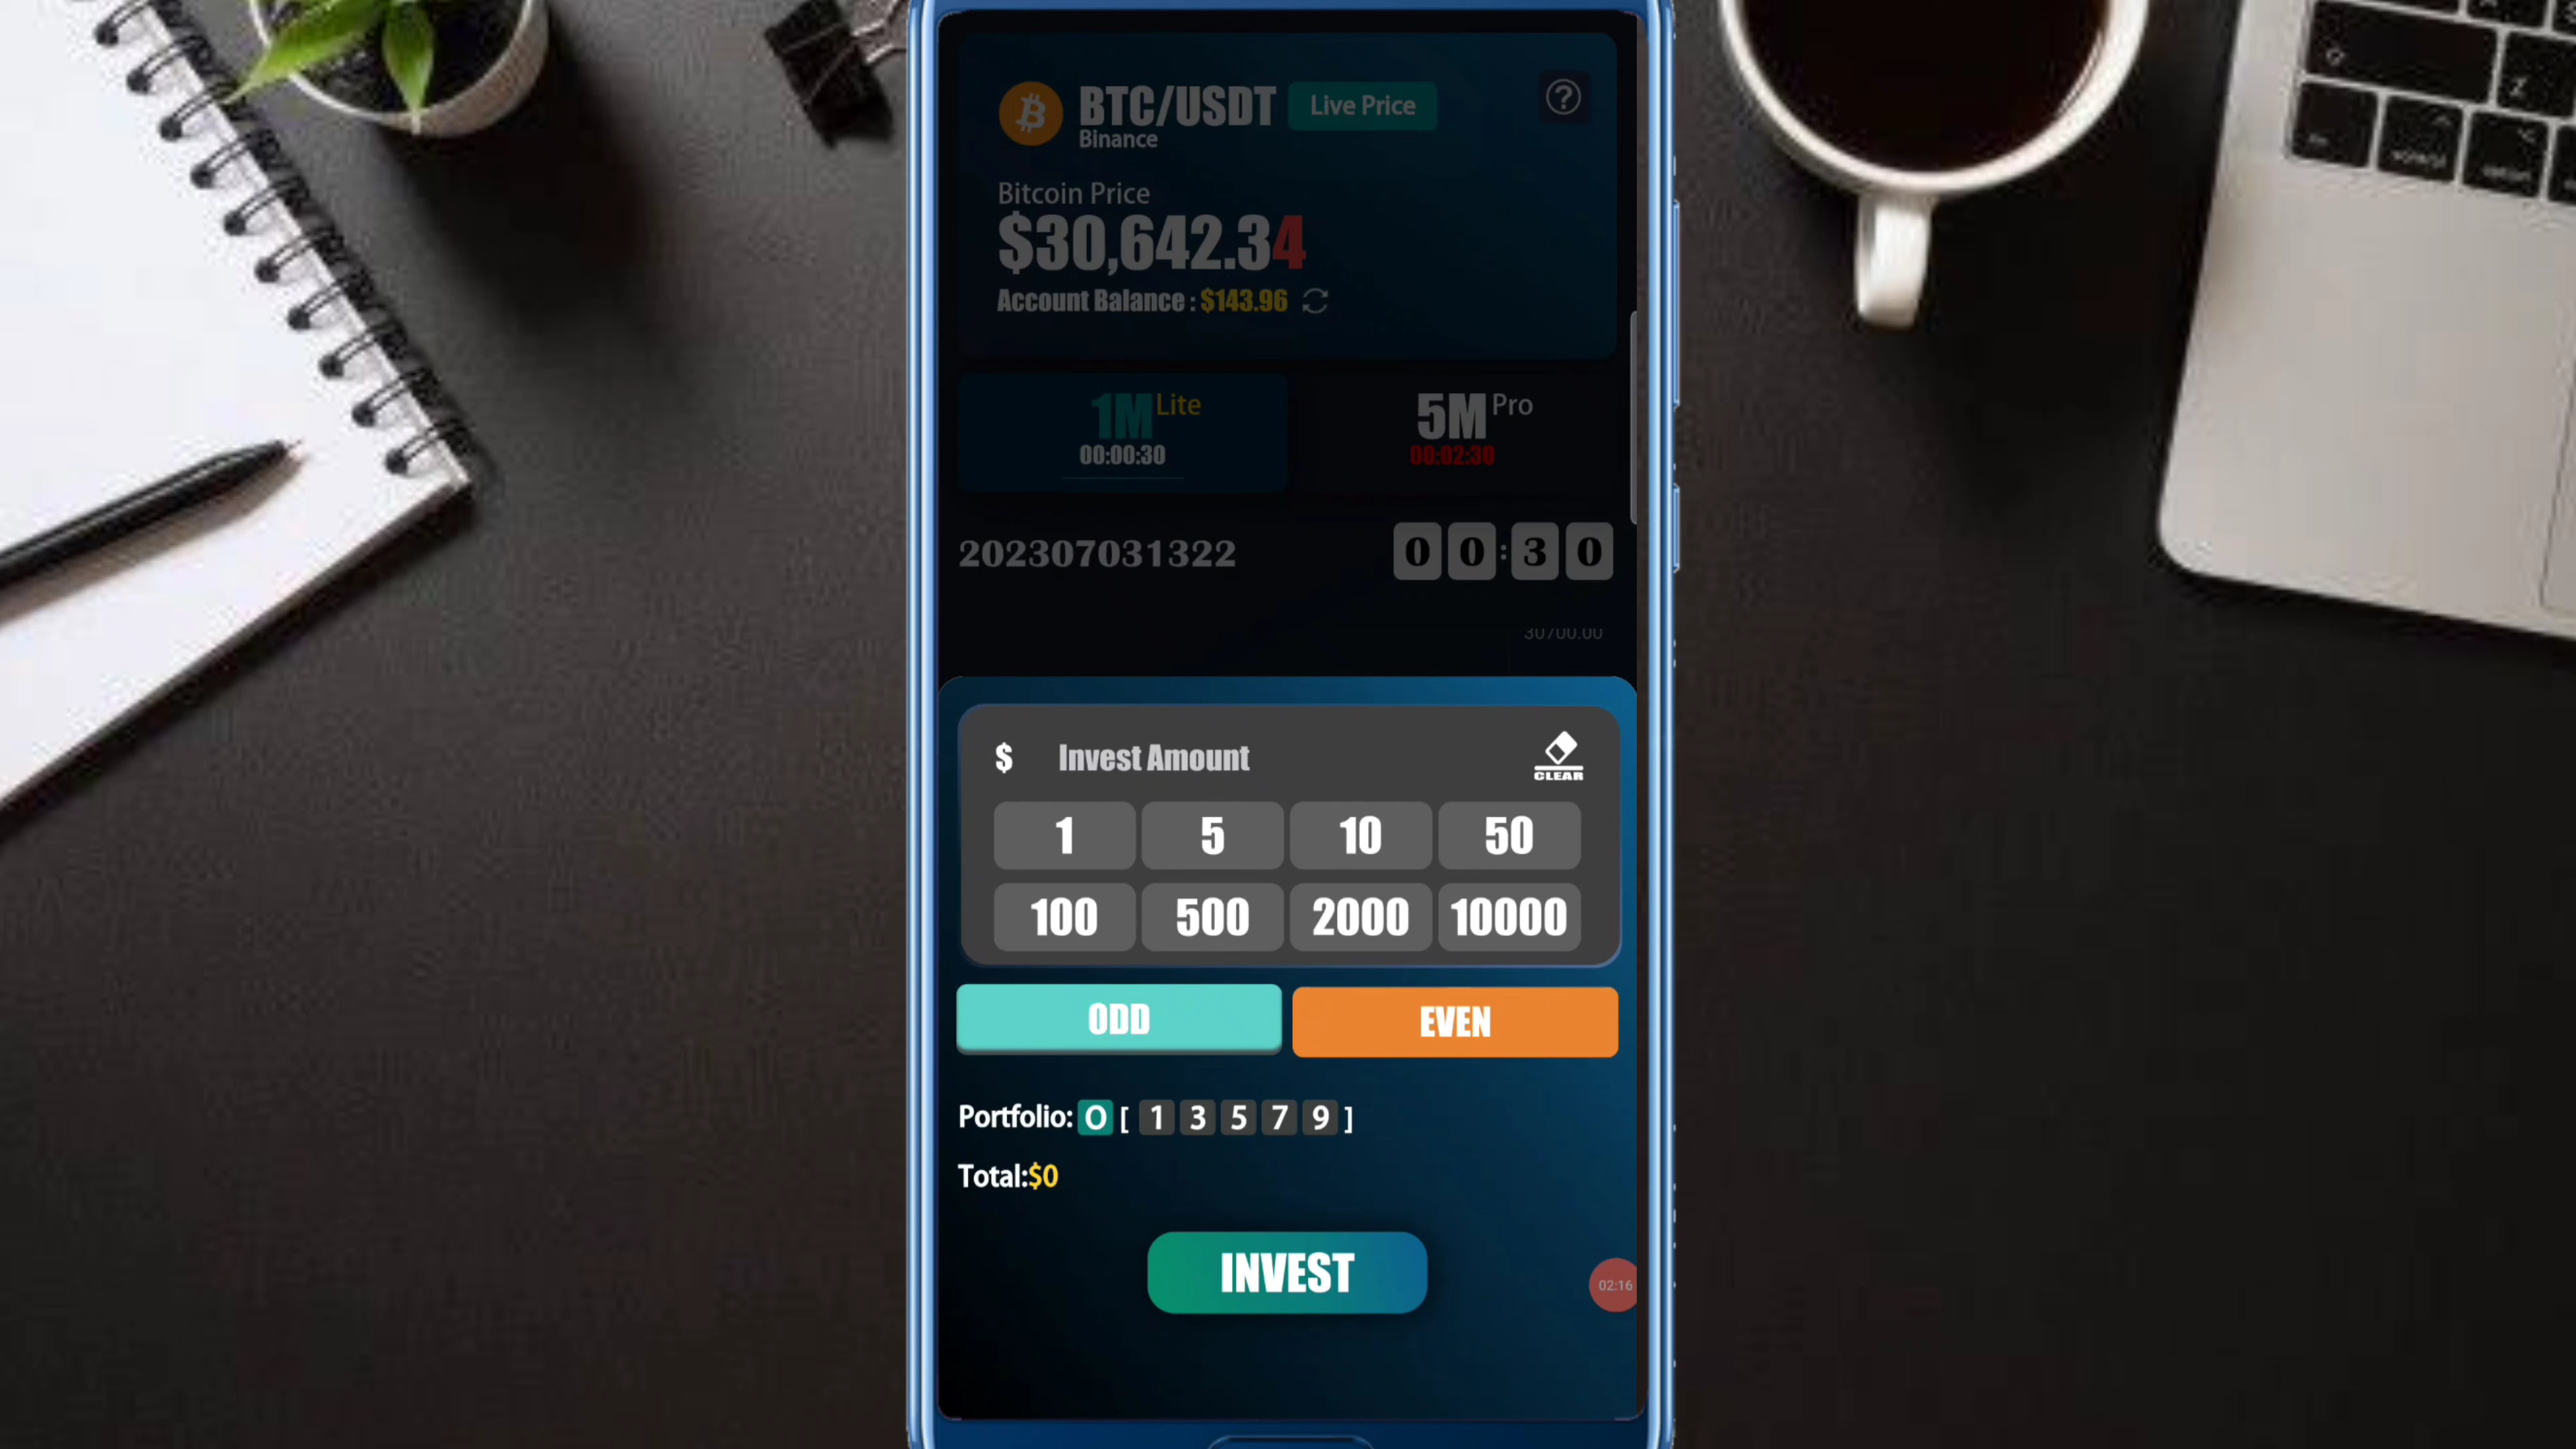 BTC/USDT Live Price
Binance
Bitcoin Price
$30,642.34
Account Balance : $143.96
1M Lite
00:00:30
5M Pro
00:02:30
202307031322
0 0 : 3 0
30700.00
$ Invest Amount
CLEAR
1 5 10 50
100 500 2000 10000
ODD EVEN
Portfolio: O [ 1 3 5 7 9 ]
Total:$0
INVEST
02:16